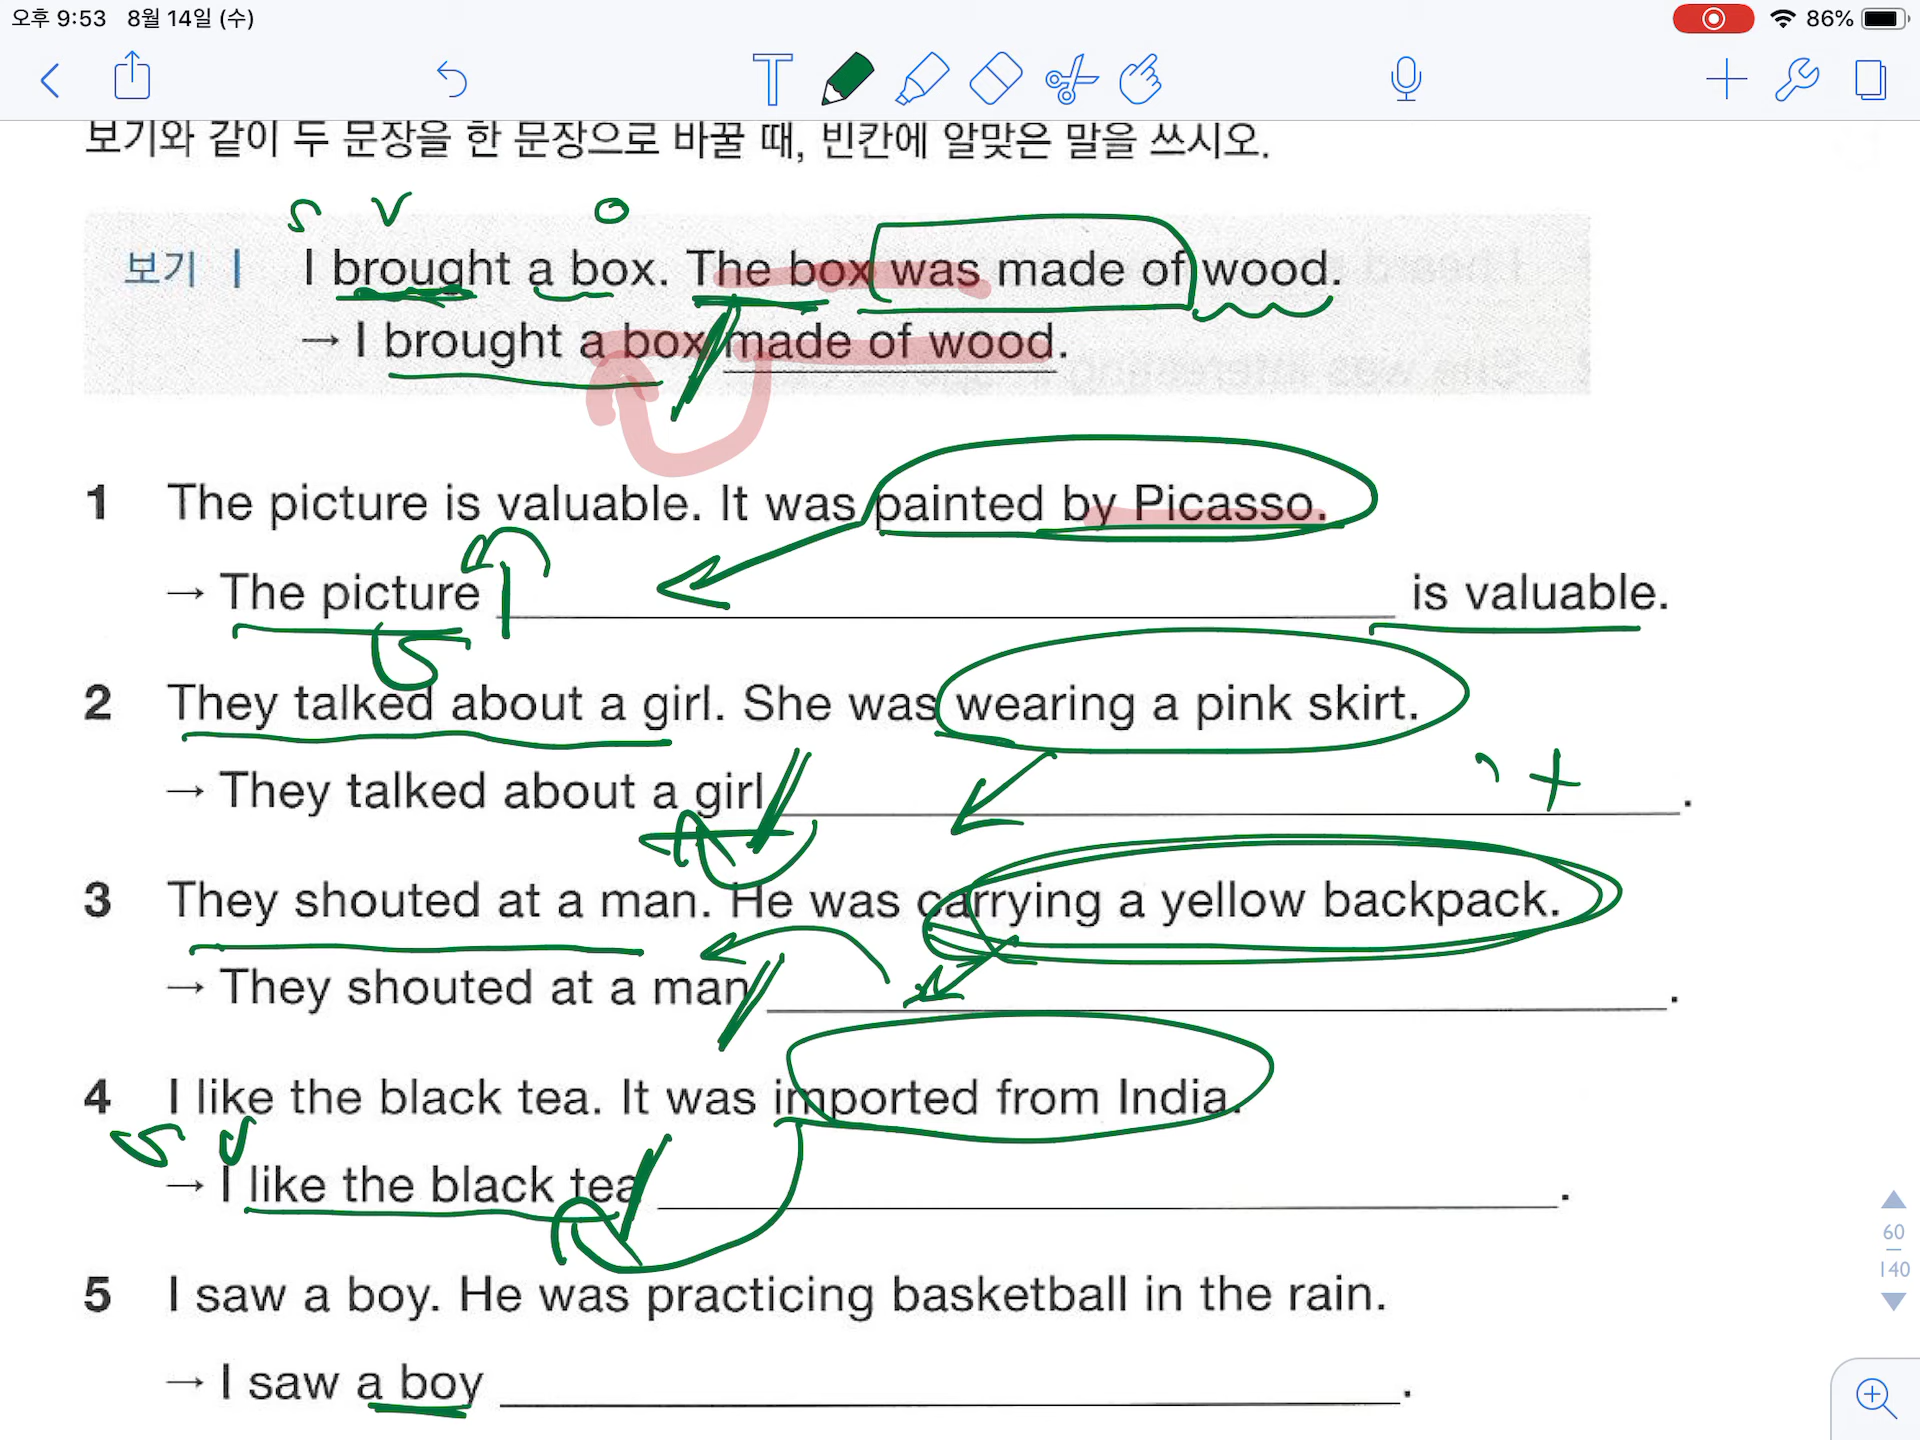 오후 9:53 8월 14일 (수) 86%
보기와 같이 두 문장을 한 문장으로 바꿀 때, 빈칸에 알맞은 말을 쓰시오.
S V O
보기 | I brought a box. The box was made of wood.
→ I brought a box made of wood.
1 The picture is valuable. It was painted by Picasso.
→ The picture is valuable.
S
2 They talked about a girl. She was wearing a pink skirt.
→ They talked about a girl .
3 They shouted at a man. He was carrying a yellow backpack.
→ They shouted at a man .
4 I like the black tea. It was imported from India.
S V
→ I like the black tea .
5 I saw a boy. He was practicing basketball in the rain.
→ I saw a boy .
60
140